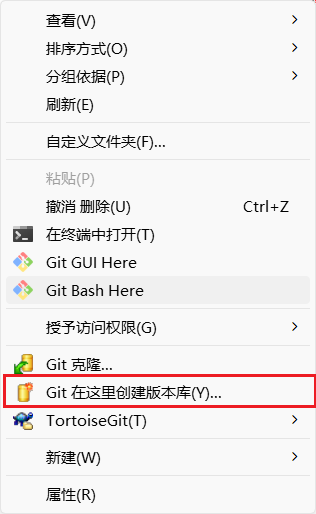 查看(V)
排序方式(O)
分组依据(P)
刷新(E)
自定义文件夹(F)...
粘贴(P)
撤消 删除(U) Ctrl+Z
在终端中打开(T)
Git GUI Here
Git Bash Here
授予访问权限(G)
Git 克隆...
Git 在这里创建版本库(Y)...
TortoiseGit(T)
新建(W)
属性(R)